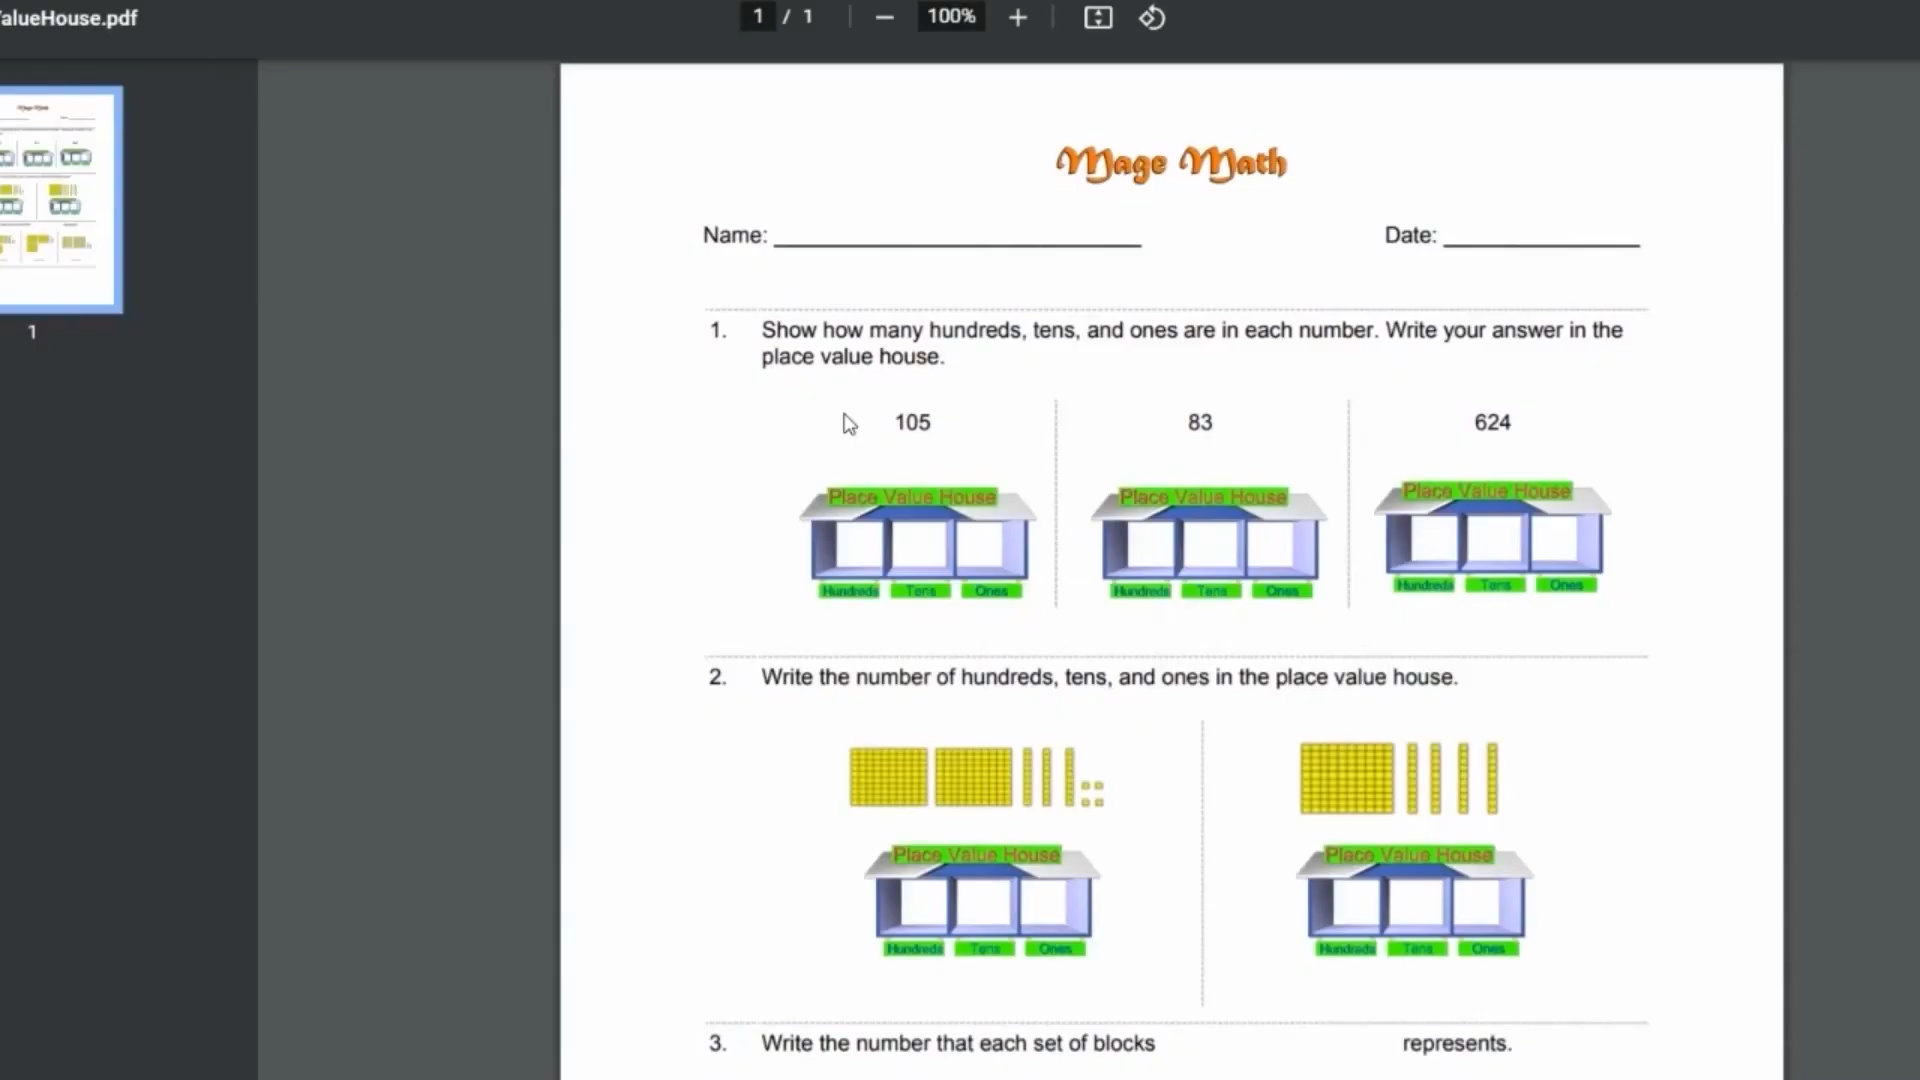 alueHouse.pdf
1 / 1
100%
1
Mage Math
Name:
Date:
1. Show how many hundreds, tens, and ones are in each number. Write your answer in the
place value house.
105
83
624
Place Value House
Place Value House
Place Value House
Hundreds Tens Ones
Hundreds Tens Ones
Hundreds Tens Ones
2. Write the number of hundreds, tens, and ones in the place value house.
Place Value House
Place Value House
Hundreds Tens Ones
Hundreds Tens Ones
3. Write the number that each set of blocks represents.